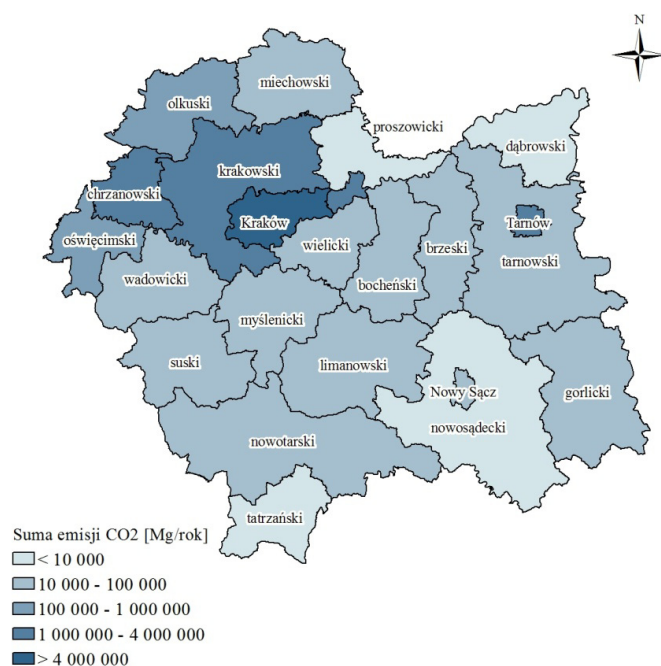 N
miechowski
olkuski
proszowicki
dąbrowski
krakowski
chrzanowski
Kraków
Tarnów
oświęcimski
wielicki
brzeski
tarnowski
wadowicki
bocheński
myślenicki
suski
limanowski
Nowy Sącz
gorlicki
nowosądecki
nowotarski
tatrzański
Suma emisji CO2 [Mg/rok]
< 10 000
10 000 - 100 000
100 000 - 1 000 000
1 000 000 - 4 000 000
> 4 000 000